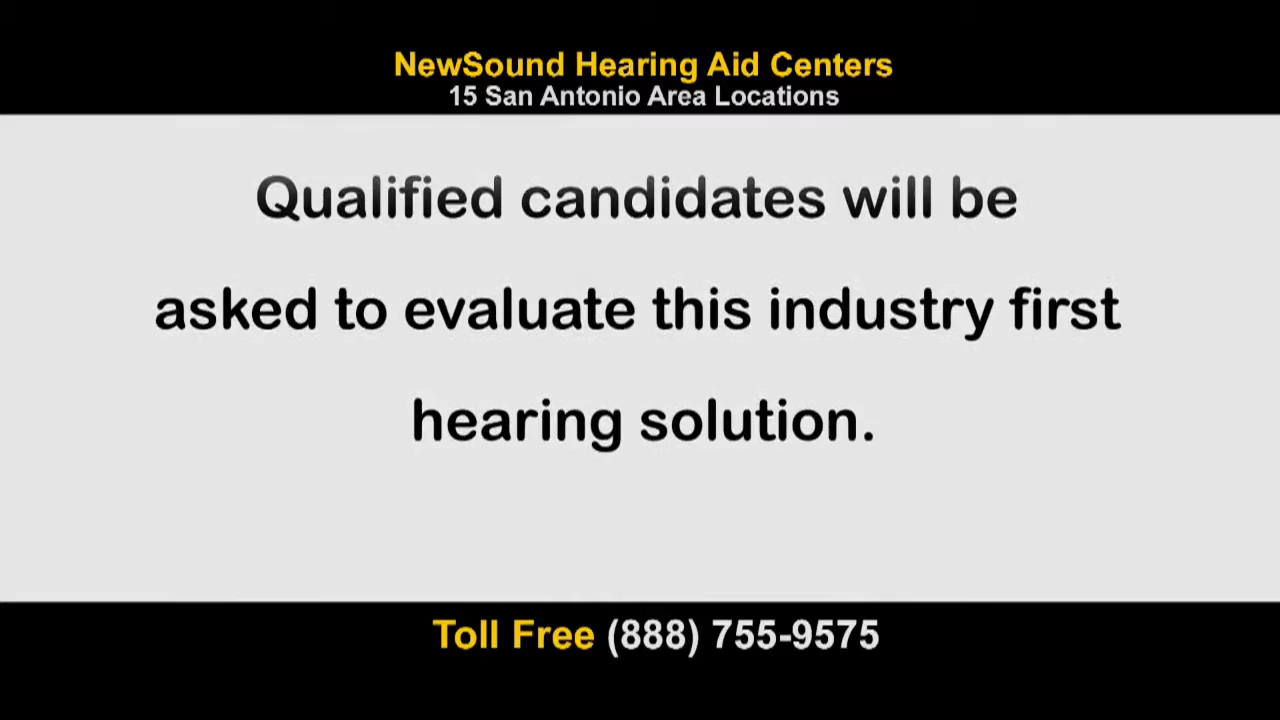 NewSound Hearing Aid Centers
15 San Antonio Area Locations
Qualified candidates will be
asked to evaluate this industry first
hearing solution.
Toll Free (888) 755-9575